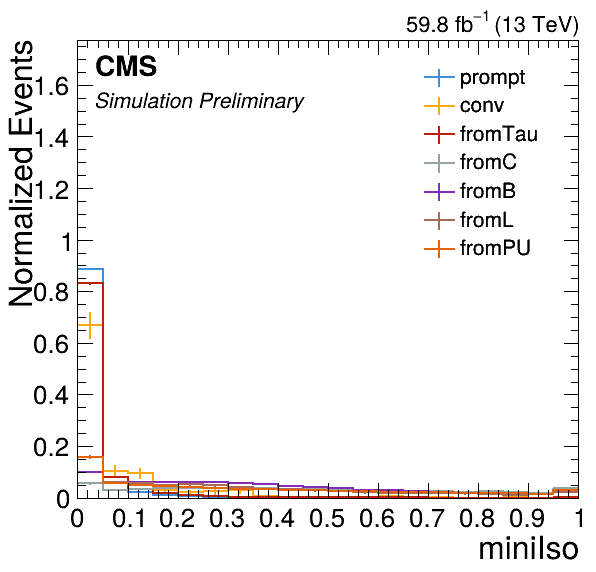 59.8 fb⁻¹ (13 TeV)
CMS
Simulation Preliminary
Normalized Events
prompt
conv
fromTau
fromC
fromB
fromL
fromPU
1.6
1.4
1.2
1
0.8
0.6
0.4
0.2
0
0 0.1 0.2 0.3 0.4 0.5 0.6 0.7 0.8 0.9 1
miniIso